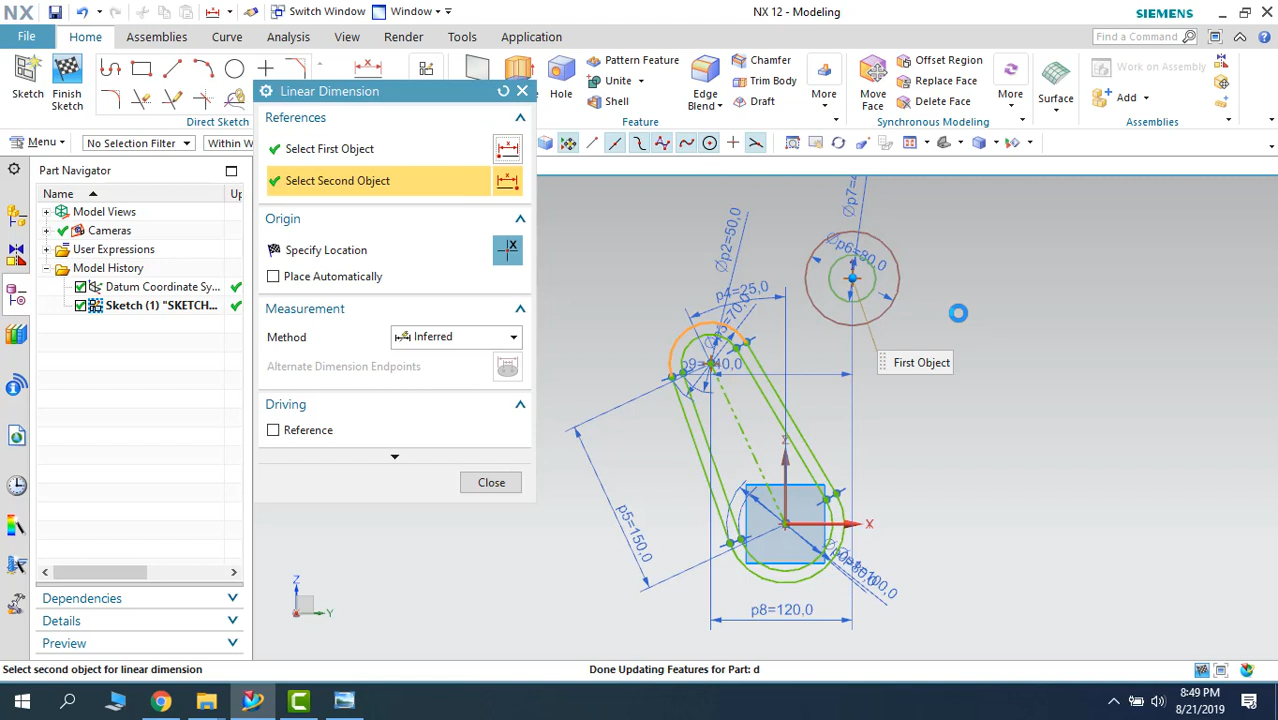 NX
Switch Window
Window
NX 12 - Modeling
SIEMENS
File
Home
Assemblies
Curve
Analysis
View
Render
Tools
Application
Find a Command
Sketch
Finish
Sketch
Direct Sketch
Hole
Pattern Feature
Unite
Shell
Edge
Blend
Chamfer
Trim Body
Draft
More
Feature
Move
Face
Offset Region
Replace Face
Delete Face
More
Synchronous Modeling
Surface
Work on Assembly
Add
Assemblies
Menu
No Selection Filter
Within W
Part Navigator
Name
Up
Model Views
Cameras
User Expressions
Model History
Datum Coordinate Sy...
Sketch (1) "SKETCH...
Dependencies
Details
Preview
Linear Dimension
References
Select First Object
Select Second Object
Origin
Specify Location
Place Automatically
Measurement
Method
Inferred
Alternate Dimension Endpoints
Driving
Reference
Close
Øp2=50,0
p4=25,0
Øp6=80,0
First Object
p5=150,0
p8=120,0
X
Z
Z
Y
Select second object for linear dimension
Done Updating Features for Part: d
8:49 PM
8/21/2019